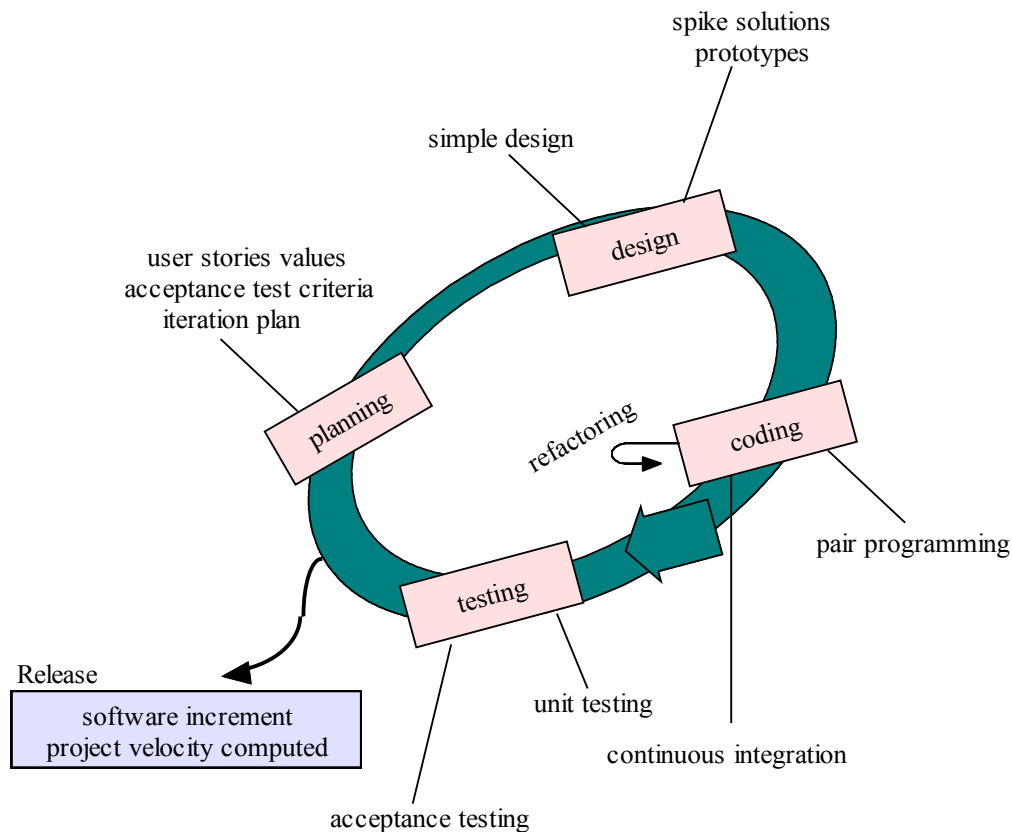 spike solutions
prototypes
simple design
design
user stories values
acceptance test criteria
iteration plan
planning
refactoring
coding
pair programming
testing
Release
software increment
project velocity computed
unit testing
continuous integration
acceptance testing